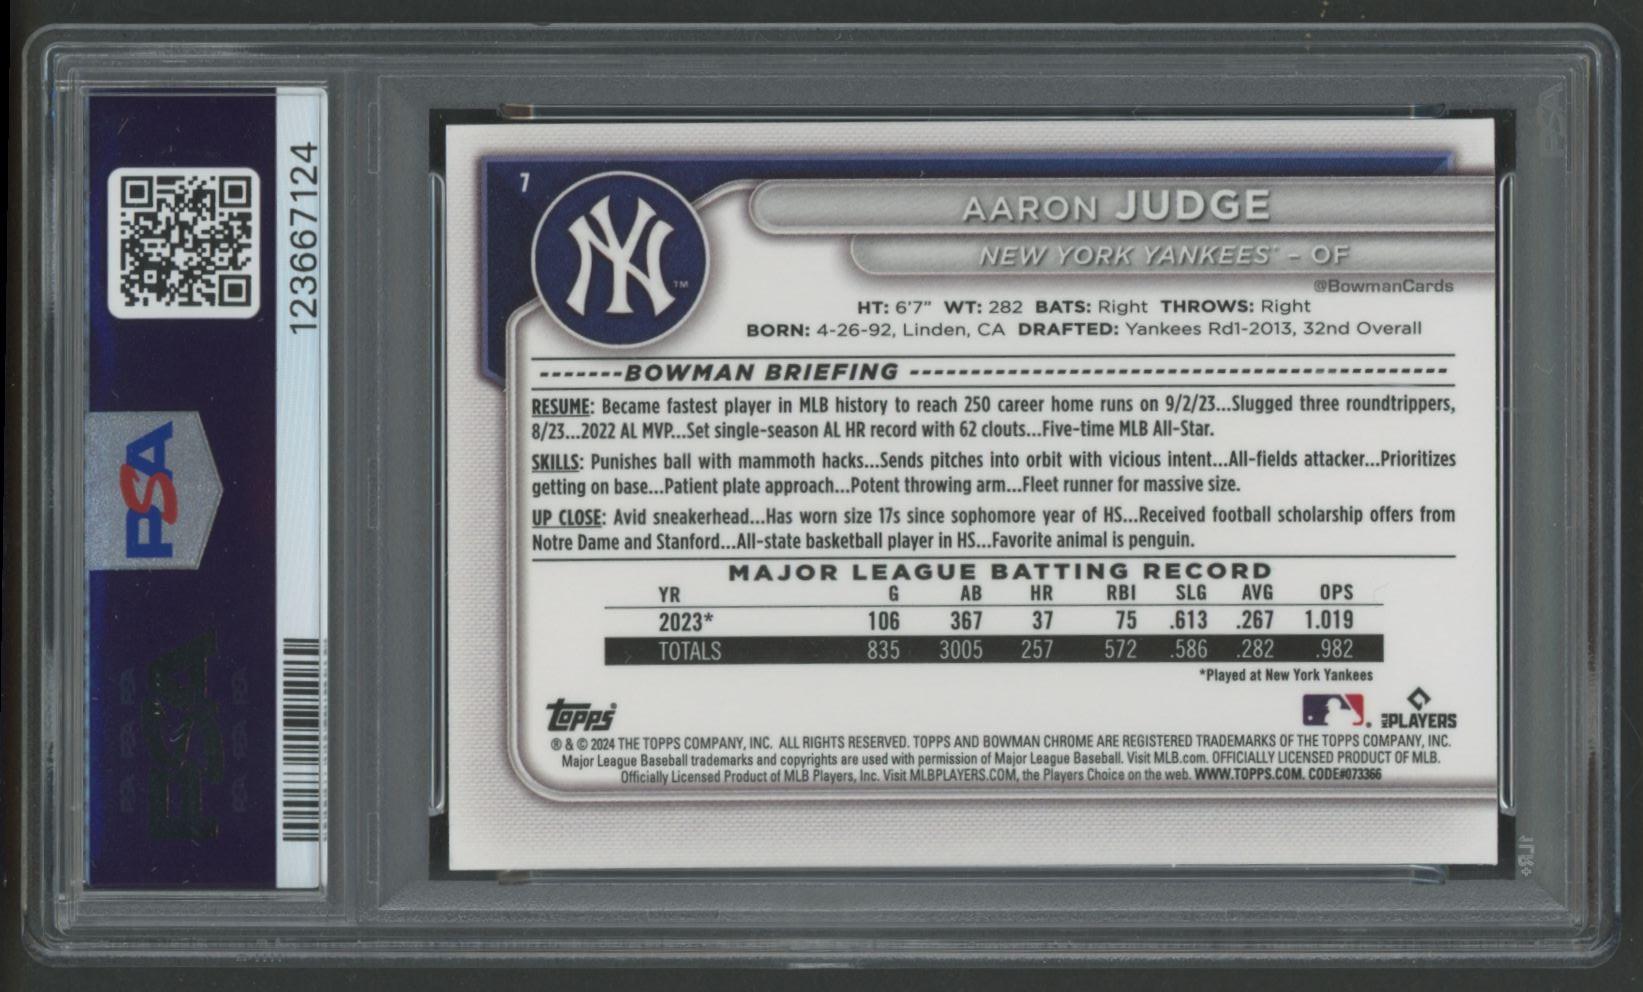 123667124
PSA
7
NY
TM
AARON JUDGE
NEW YORK YANKEES™ – OF
@BowmanCards
HT: 6'7" WT: 282 BATS: Right THROWS: Right
BORN: 4-26-92, Linden, CA DRAFTED: Yankees Rd1-2013, 32nd Overall
-------BOWMAN BRIEFING --------------------------------------------------
RESUME: Became fastest player in MLB history to reach 250 career home runs on 9/2/23...Slugged three roundtrippers,
8/23...2022 AL MVP...Set single-season AL HR record with 62 clouts...Five-time MLB All-Star.
SKILLS: Punishes ball with mammoth hacks...Sends pitches into orbit with vicious intent...All-fields attacker...Prioritizes
getting on base...Patient plate approach...Potent throwing arm...Fleet runner for massive size.
UP CLOSE: Avid sneakerhead...Has worn size 17s since sophomore year of HS...Received football scholarship offers from
Notre Dame and Stanford...All-state basketball player in HS...Favorite animal is penguin.
MAJOR LEAGUE BATTING RECORD
YR G AB HR RBI SLG AVG OPS
2023* 106 367 37 75 .613 .267 1.019
TOTALS 835 3005 257 572 .586 .282 .982
*Played at New York Yankees
topps®
MLB PLAYERS
® & © 2024 THE TOPPS COMPANY, INC. ALL RIGHTS RESERVED. TOPPS AND BOWMAN CHROME ARE REGISTERED TRADEMARKS OF THE TOPPS COMPANY, INC.
Major League Baseball trademarks and copyrights are used with permission of Major League Baseball. Visit MLB.com. OFFICIALLY LICENSED PRODUCT OF MLB.
Officially Licensed Product of MLB Players, Inc. Visit MLBPLAYERS.COM, the Players Choice on the web. WWW.TOPPS.COM. CODE#073366
PSA